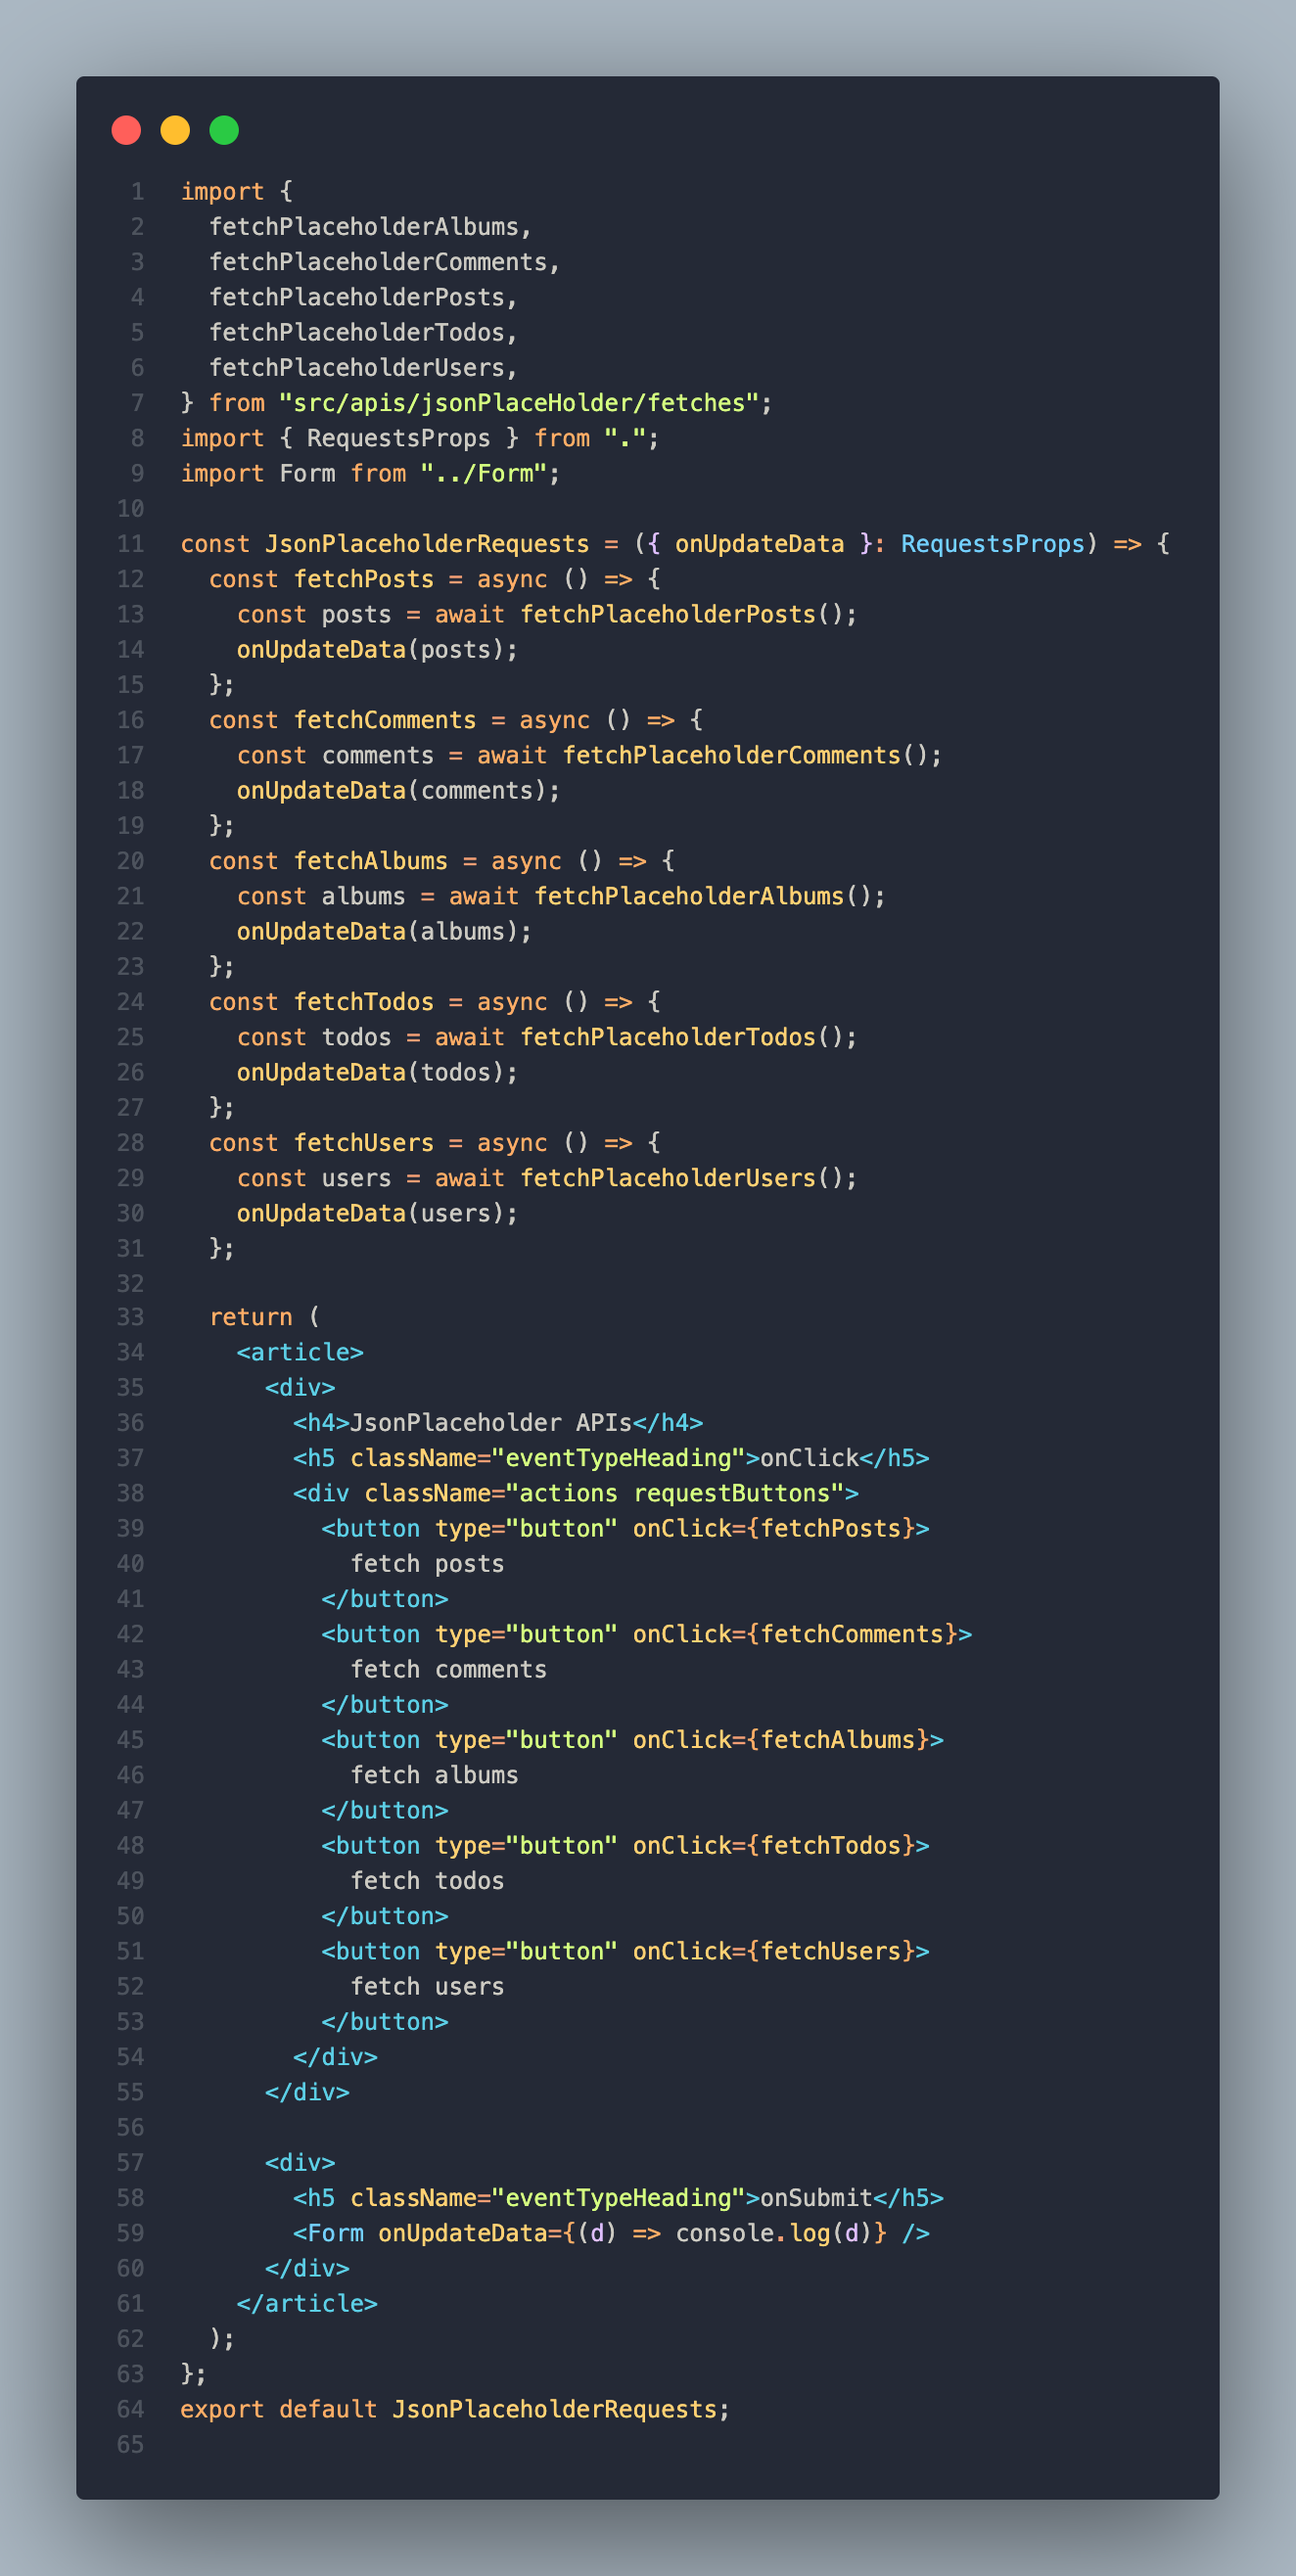 1 import {
2   fetchPlaceholderAlbums,
3   fetchPlaceholderComments,
4   fetchPlaceholderPosts,
5   fetchPlaceholderTodos,
6   fetchPlaceholderUsers,
7 } from "src/apis/jsonPlaceHolder/fetches";
8 import { RequestsProps } from ".";
9 import Form from "../Form";
10
11 const JsonPlaceholderRequests = ({ onUpdateData }: RequestsProps) => {
12   const fetchPosts = async () => {
13     const posts = await fetchPlaceholderPosts();
14     onUpdateData(posts);
15   };
16   const fetchComments = async () => {
17     const comments = await fetchPlaceholderComments();
18     onUpdateData(comments);
19   };
20   const fetchAlbums = async () => {
21     const albums = await fetchPlaceholderAlbums();
22     onUpdateData(albums);
23   };
24   const fetchTodos = async () => {
25     const todos = await fetchPlaceholderTodos();
26     onUpdateData(todos);
27   };
28   const fetchUsers = async () => {
29     const users = await fetchPlaceholderUsers();
30     onUpdateData(users);
31   };
32
33   return (
34     <article>
35       <div>
36         <h4>JsonPlaceholder APIs</h4>
37         <h5 className="eventTypeHeading">onClick</h5>
38         <div className="actions requestButtons">
39           <button type="button" onClick={fetchPosts}>
40             fetch posts
41           </button>
42           <button type="button" onClick={fetchComments}>
43             fetch comments
44           </button>
45           <button type="button" onClick={fetchAlbums}>
46             fetch albums
47           </button>
48           <button type="button" onClick={fetchTodos}>
49             fetch todos
50           </button>
51           <button type="button" onClick={fetchUsers}>
52             fetch users
53           </button>
54         </div>
55       </div>
56
57       <div>
58         <h5 className="eventTypeHeading">onSubmit</h5>
59         <Form onUpdateData={(d) => console.log(d)} />
60       </div>
61     </article>
62   );
63 };
64 export default JsonPlaceholderRequests;
65